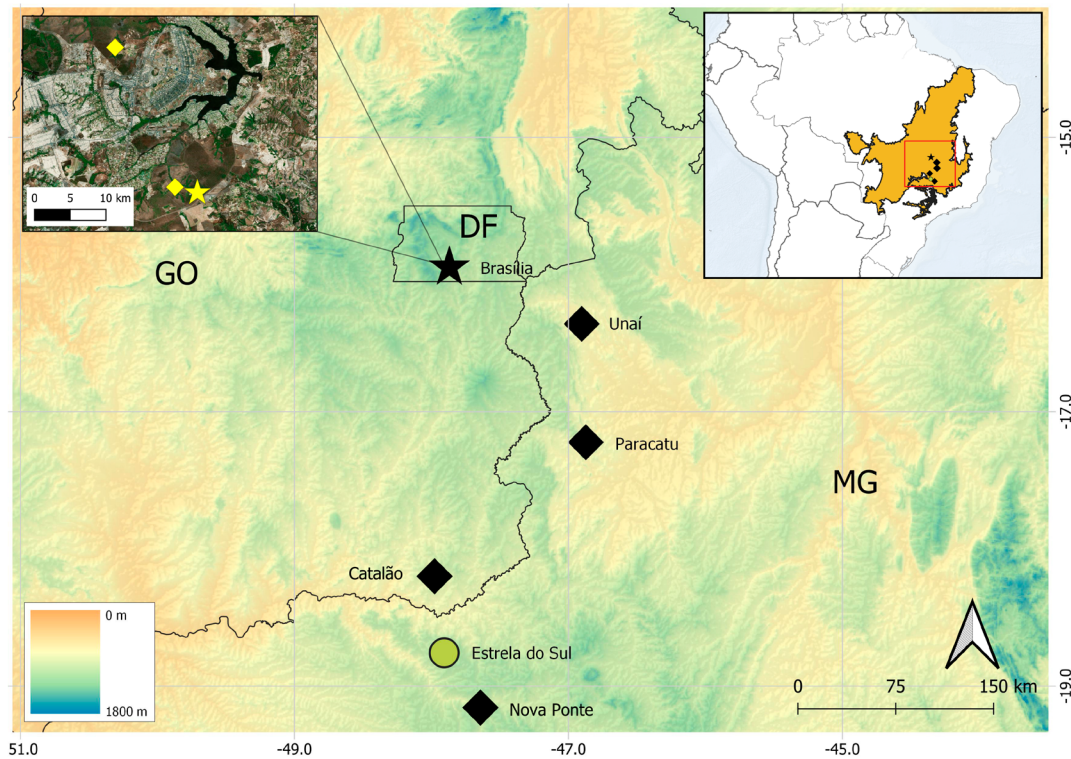 0 5 10 km
DF
Brasília
GO
Unaí
Paracatu
MG
Catalão
Estrela do Sul
Nova Ponte
0 m
1800 m
0 75 150 km
-15.0
-17.0
-19.0
51.0 -49.0 -47.0 -45.0